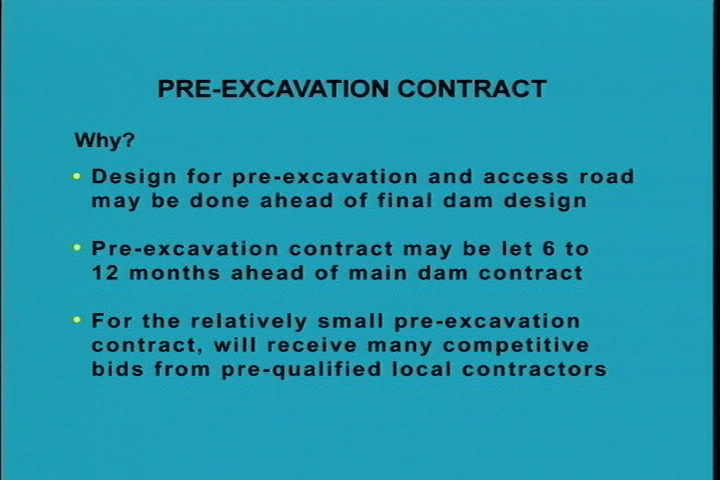 PRE-EXCAVATION CONTRACT
Why?
• Design for pre-excavation and access road
may be done ahead of final dam design
• Pre-excavation contract may be let 6 to
12 months ahead of main dam contract
• For the relatively small pre-excavation
contract, will receive many competitive
bids from pre-qualified local contractors